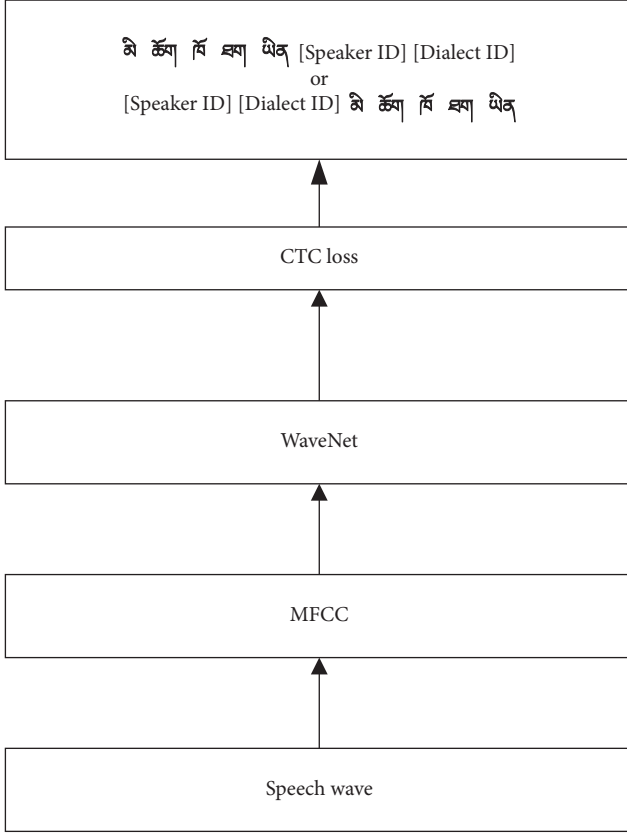 མི ཚོག ཁོ ཐག ཡིན [Speaker ID] [Dialect ID]
or
[Speaker ID] [Dialect ID] མི ཚོག ཁོ ཐག ཡིན
CTC loss
WaveNet
MFCC
Speech wave